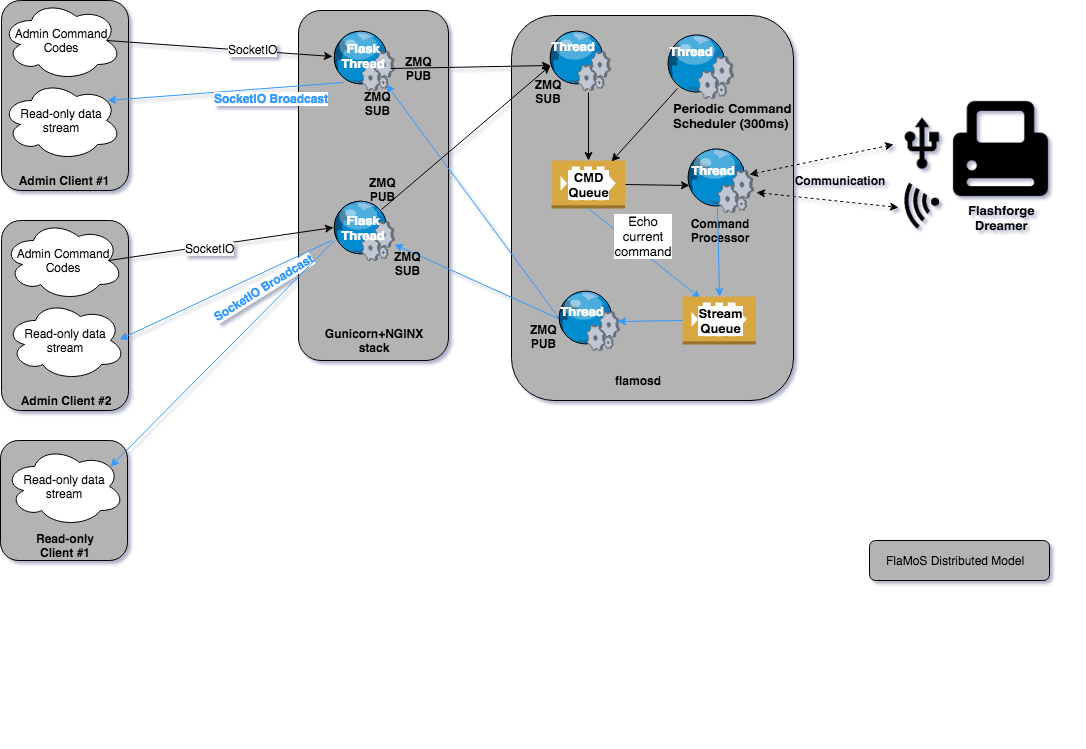 Admin Command
Codes
Read-only data
stream
Admin Client #1
SocketIO
SocketIO Broadcast
Flask
Thread
ZMQ
PUB
ZMQ
SUB
Admin Command
Codes
Read-only data
stream
Admin Client #2
SocketIO
SocketIO Broadcast
ZMQ
PUB
Flask
Thread
ZMQ
SUB
Gunicorn+NGINX
stack
Read-only data
stream
Read-only
Client #1
Thread
ZMQ
SUB
Thread
Periodic Command
Scheduler (300ms)
CMD
Queue
Thread
Command
Processor
Echo
current
command
Thread
ZMQ
PUB
Stream
Queue
flamosd
Communication
Flashforge
Dreamer
FlaMoS Distributed Model